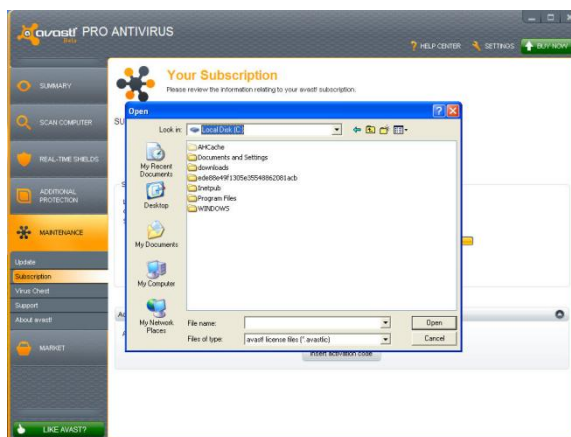 avast! PRO ANTIVIRUS
Beta
HELP CENTER
SETTINGS
BUY NOW
SUMMARY
SCAN COMPUTER
REAL-TIME SHIELDS
ADDITIONAL
PROTECTION
MAINTENANCE
Update
Subscription
Virus Chest
Support
About avast!
MARKET
LIKE AVAST?
Your Subscription
Please review the information relating to your avast! subscription.
SU
Open
Look in:
Local Disk (C:)
My Recent
Documents
Desktop
My Documents
My Computer
My Network
Places
AHCache
Documents and Settings
downloads
ede88e49f1305e35548862081acb
Inetpub
Program Files
WINDOWS
File name:
Open
Files of type:
avast! license files (*.avastlic)
Cancel
Insert activation code